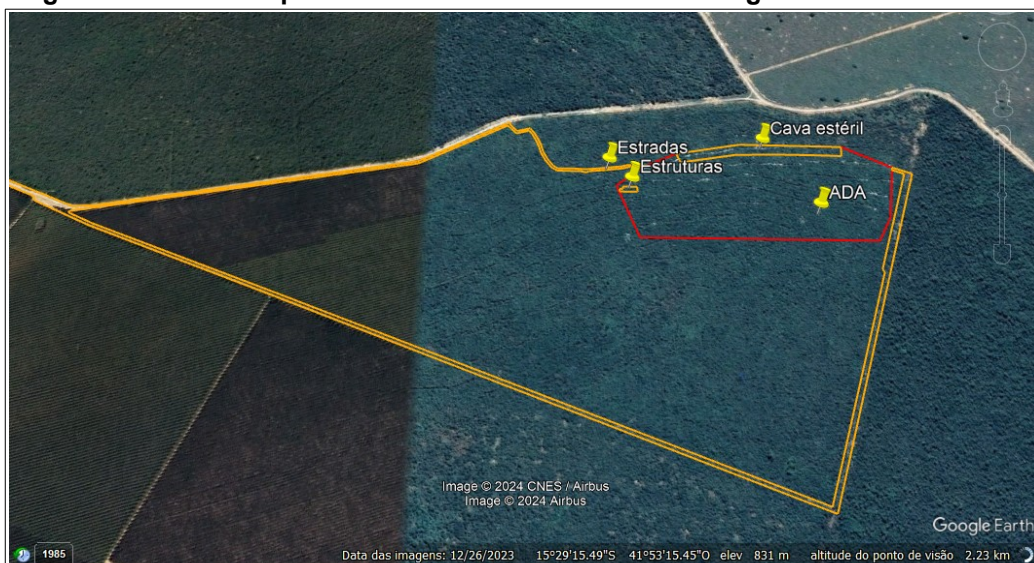 Cava estéril
Estradas
Estruturas
ADA
Image © 2024 CNES / Airbus
Image © 2024 Airbus
Google Earth
1985
Data das imagens: 12/26/2023 15°29'15.49"S 41°53'15.45"O elev 831 m altitude do ponto de visão 2.23 km